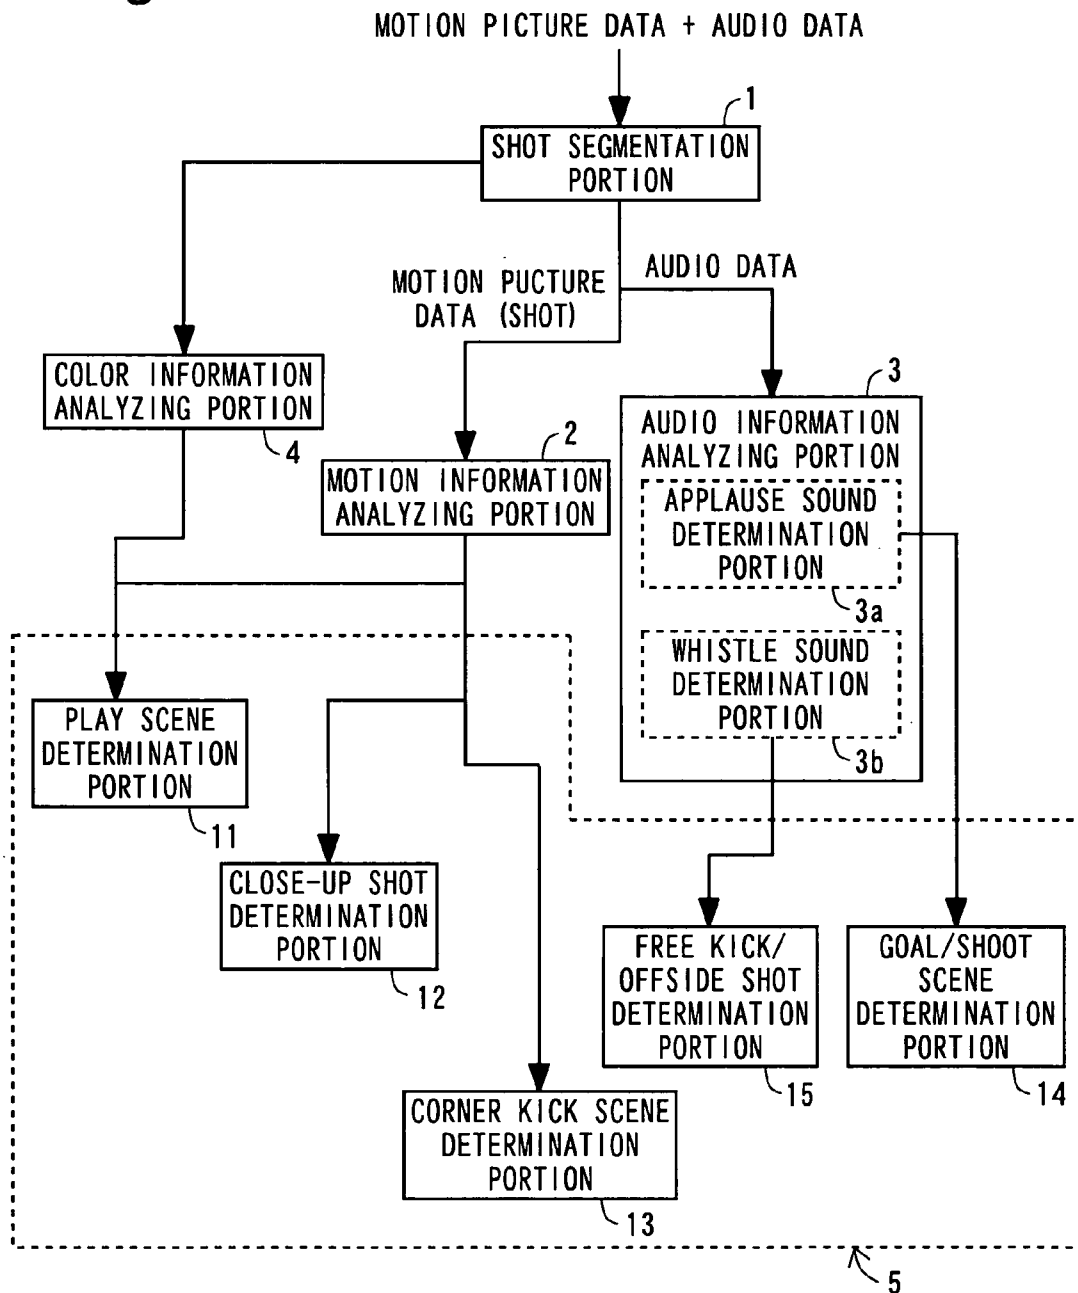 MOTION PICTURE DATA + AUDIO DATA
1
SHOT SEGMENTATION
PORTION
AUDIO DATA
MOTION PUCTURE
DATA (SHOT)
COLOR INFORMATION
ANALYZING PORTION
4
2
MOTION INFORMATION
ANALYZING PORTION
3
AUDIO INFORMATION
ANALYZING PORTION
APPLAUSE SOUND
DETERMINATION
PORTION
3a
WHISTLE SOUND
DETERMINATION
PORTION
3b
PLAY SCENE
DETERMINATION
PORTION
11
CLOSE-UP SHOT
DETERMINATION
PORTION
12
FREE KICK/
OFFSIDE SHOT
DETERMINATION
PORTION
15
GOAL/SHOOT
SCENE
DETERMINATION
PORTION
14
CORNER KICK SCENE
DETERMINATION
PORTION
13
5